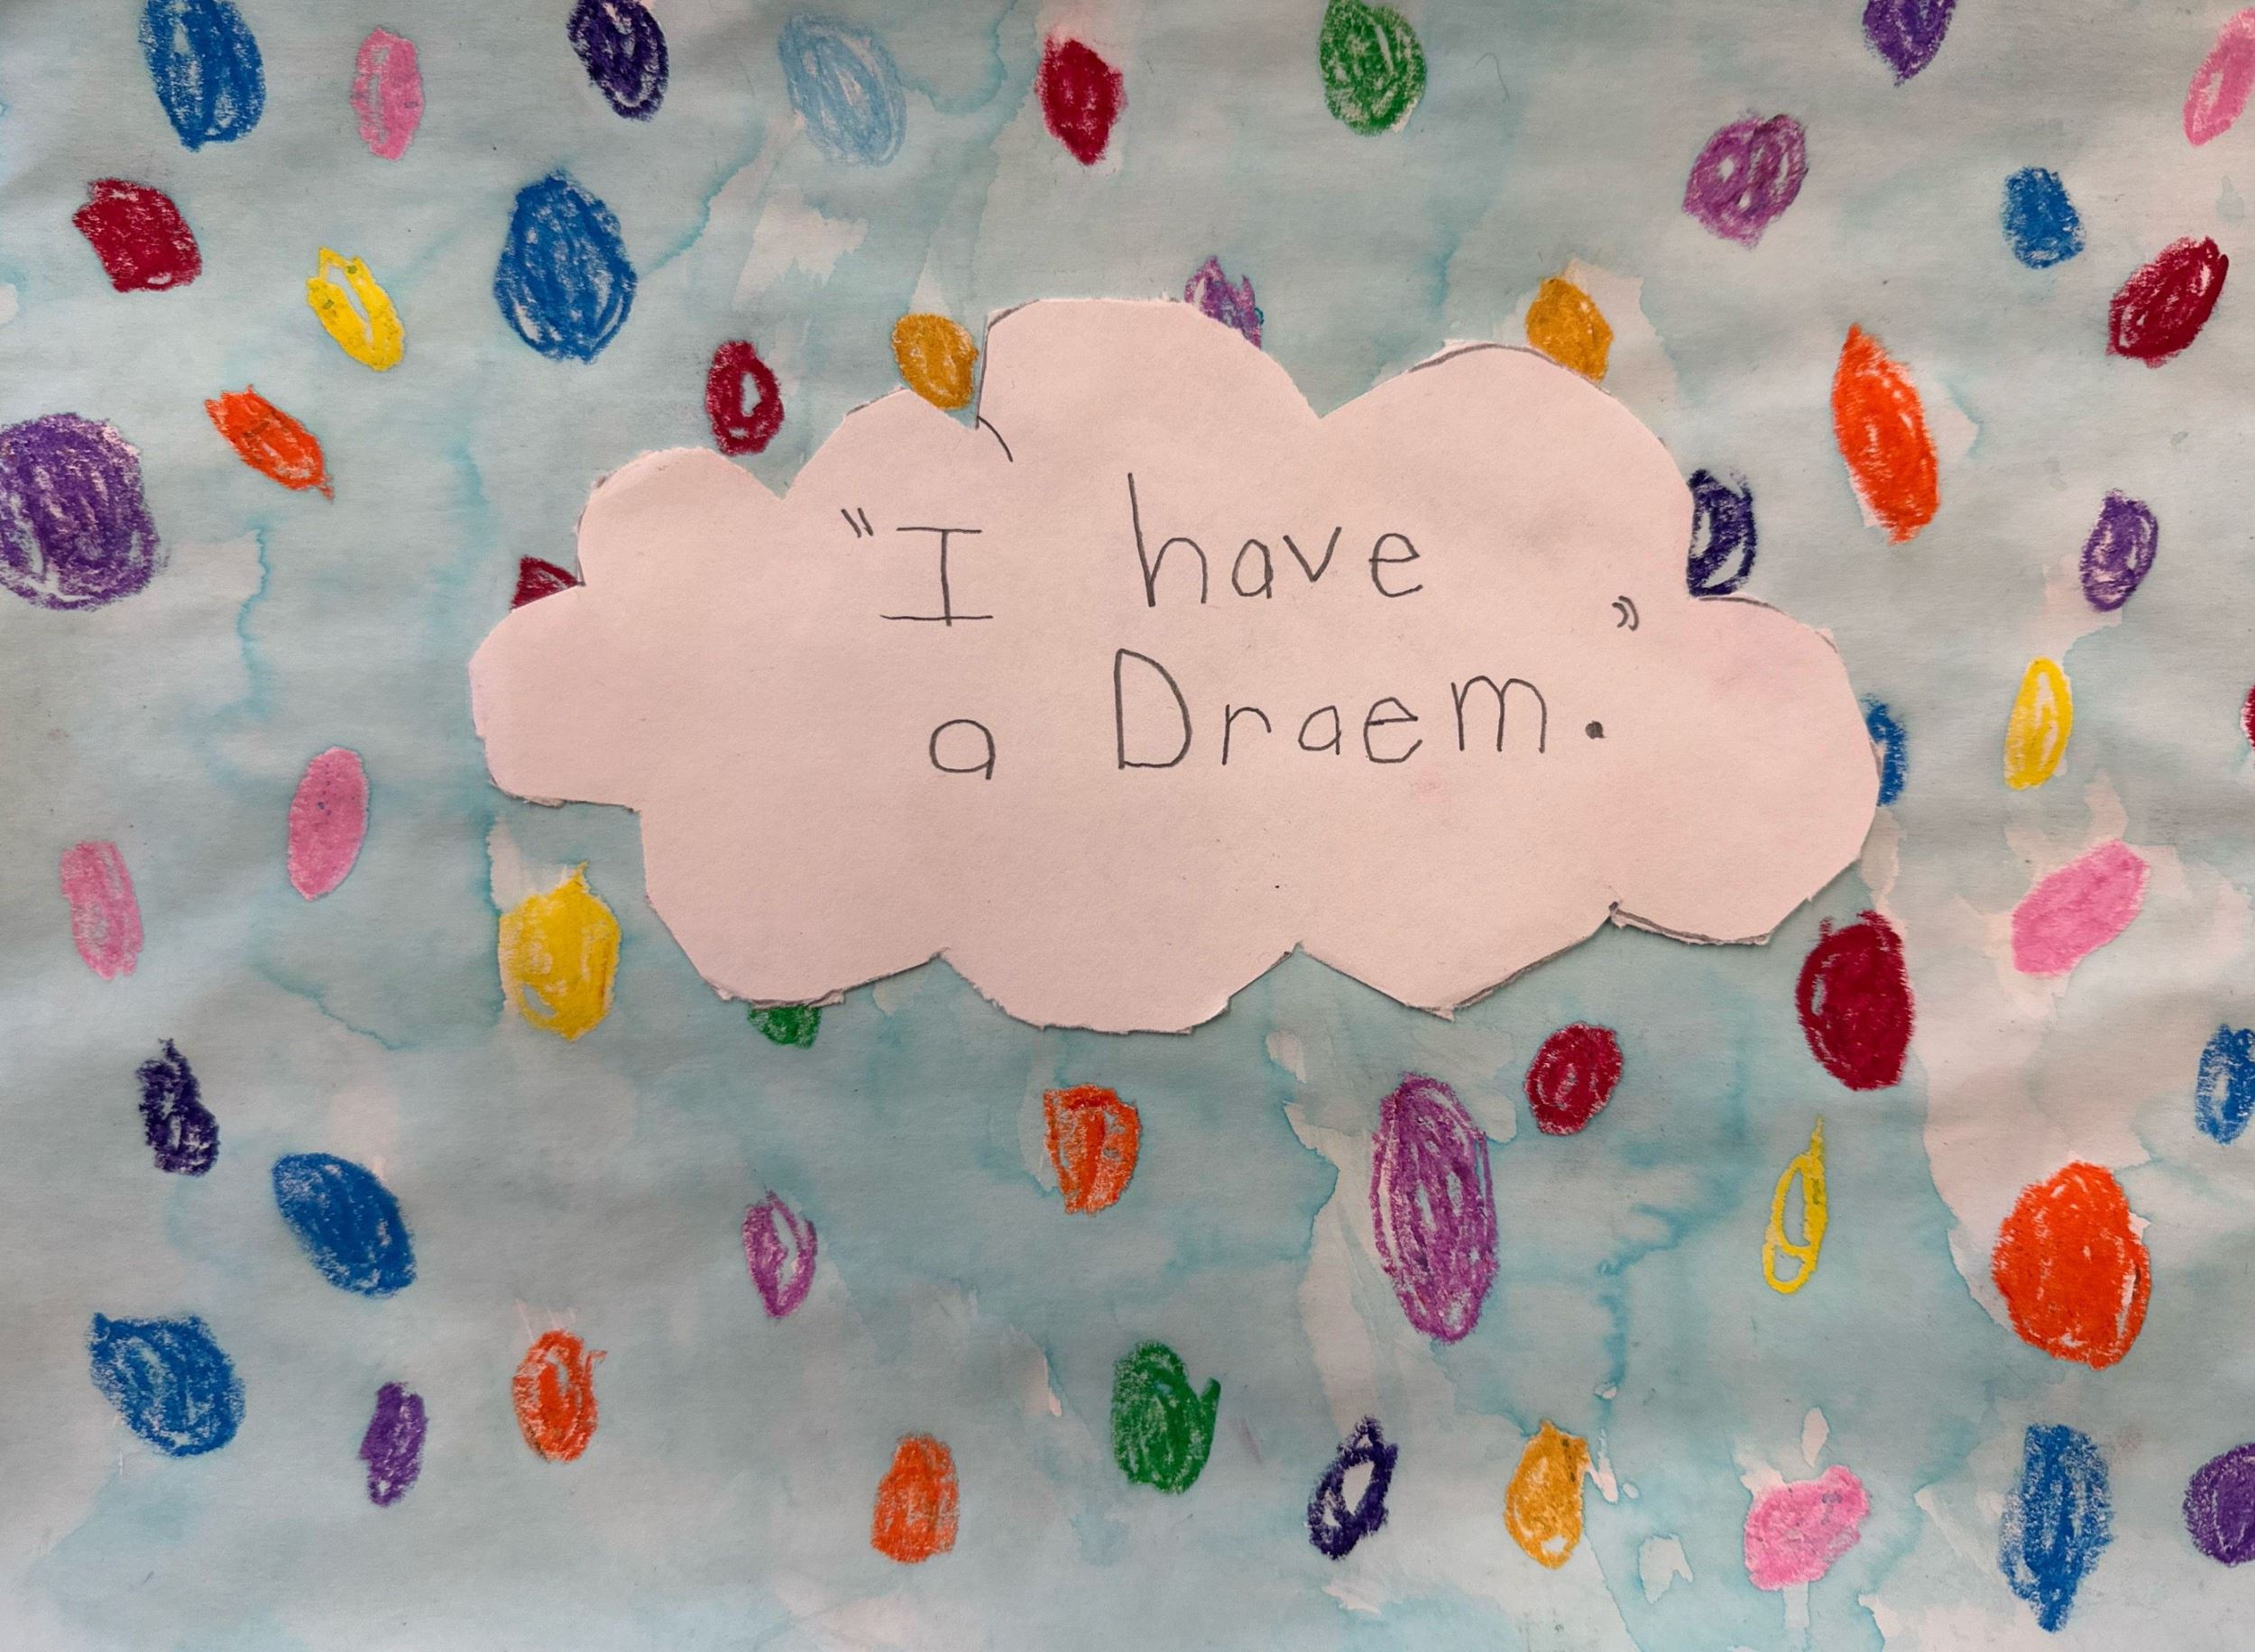 "I have
a Draem."